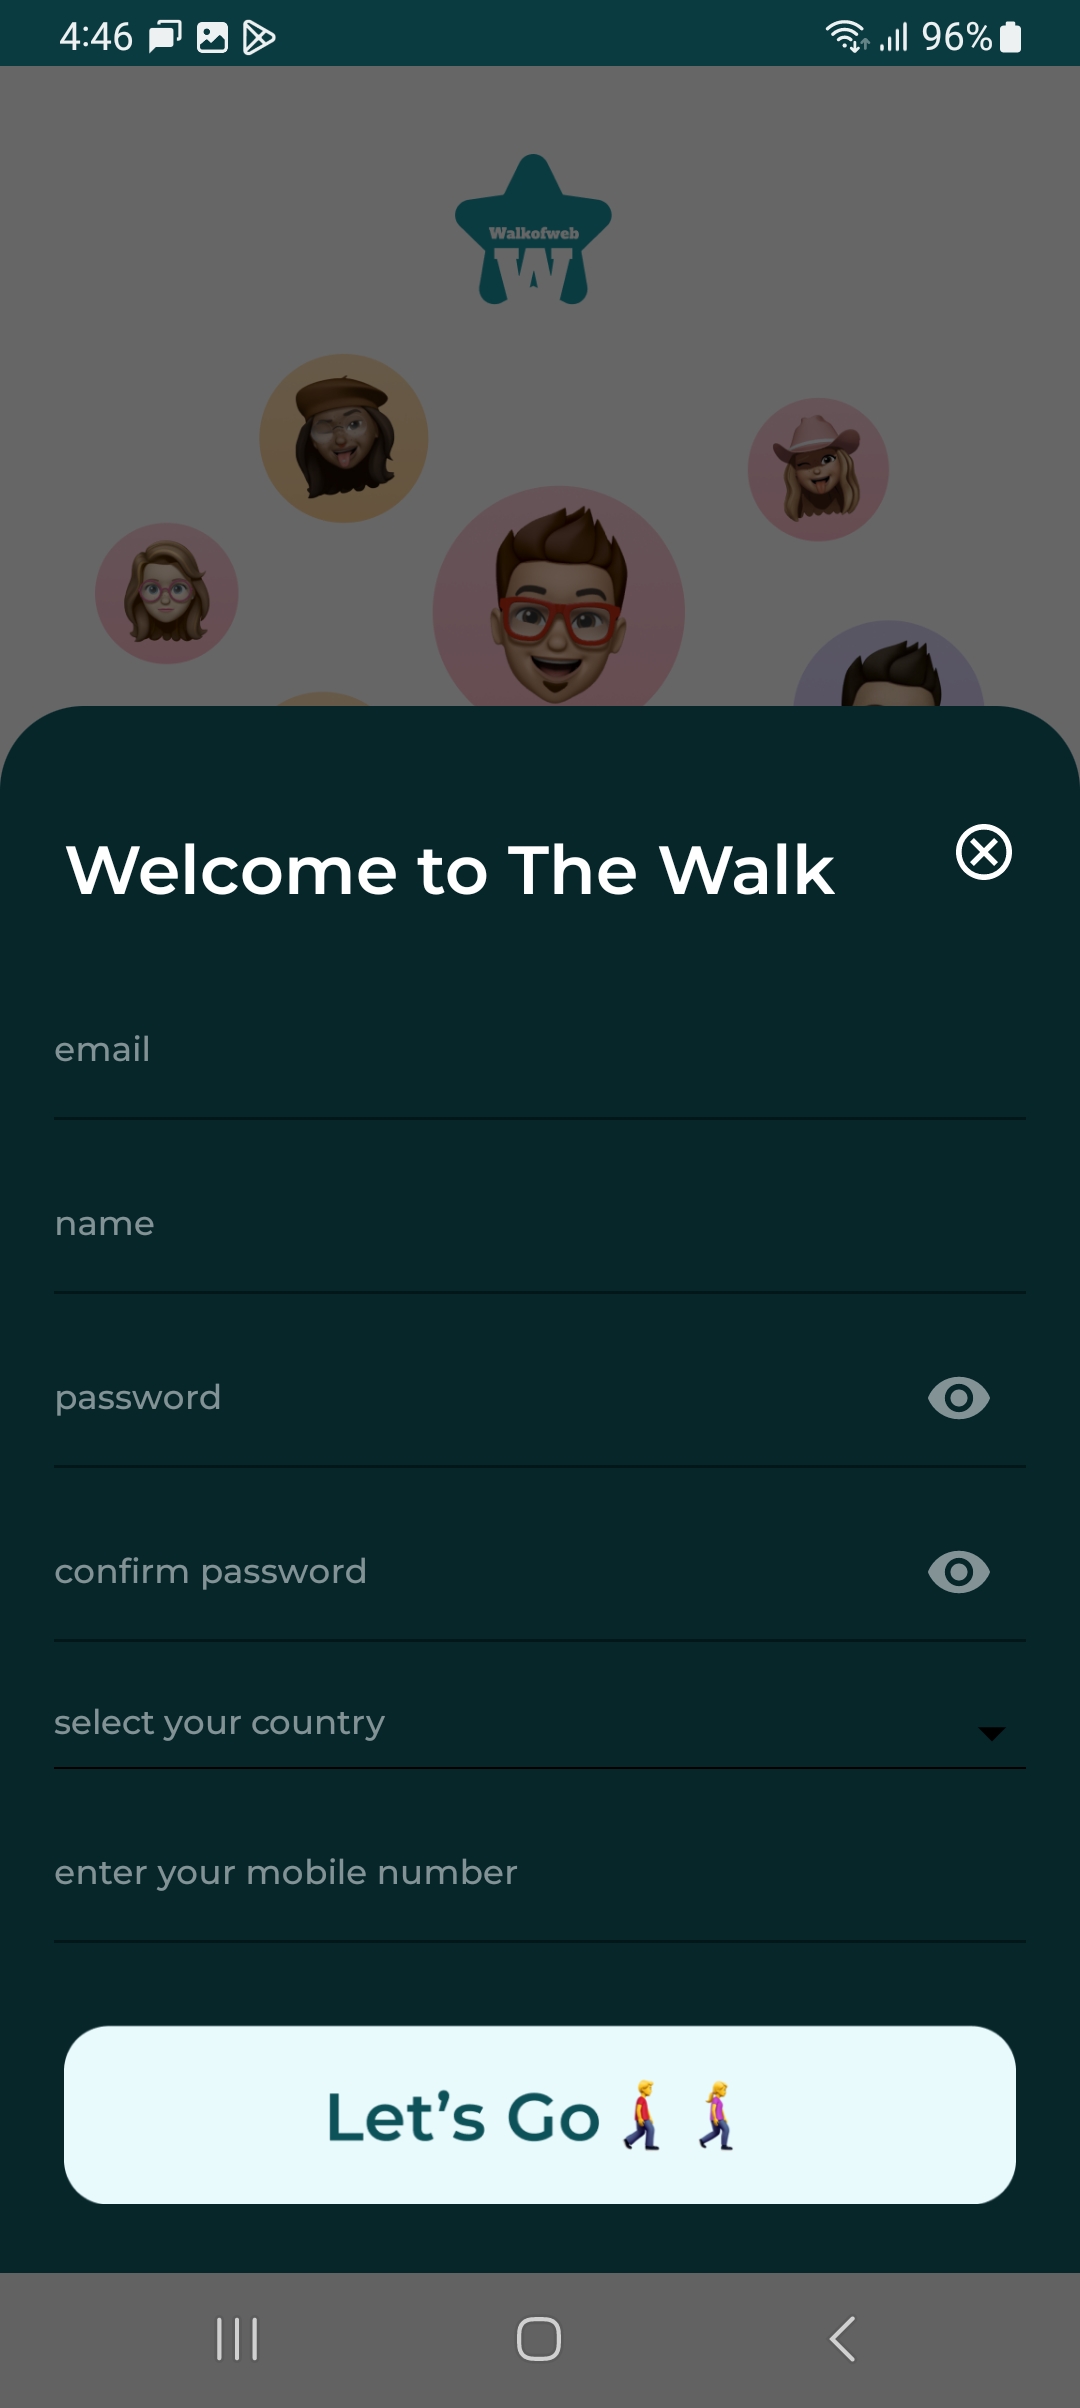 4:46
96%
Walkofweb
W
Welcome to The Walk
email
name
password
confirm password
select your country
enter your mobile number
Let’s Go